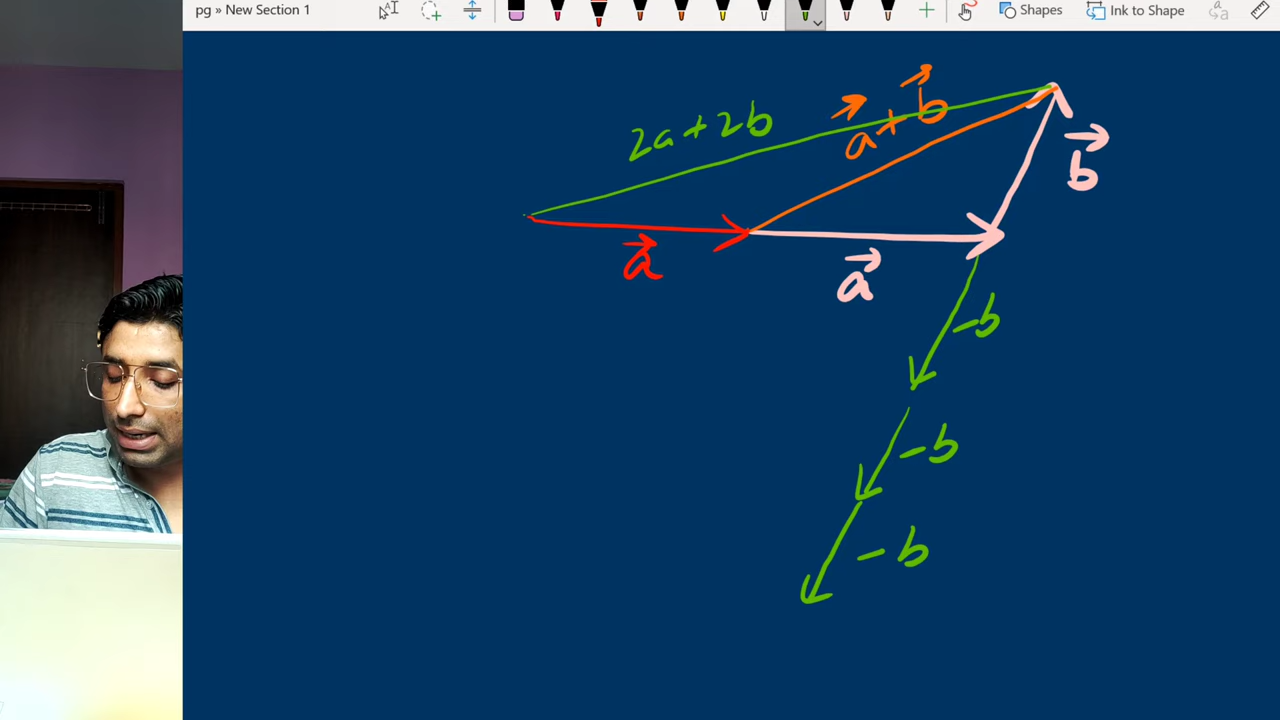 pg » New Section 1
Shapes
Ink to Shape
2a + 2b
a⃗ + b⃗
b⃗
a⃗
a⃗
-b
-b
-b